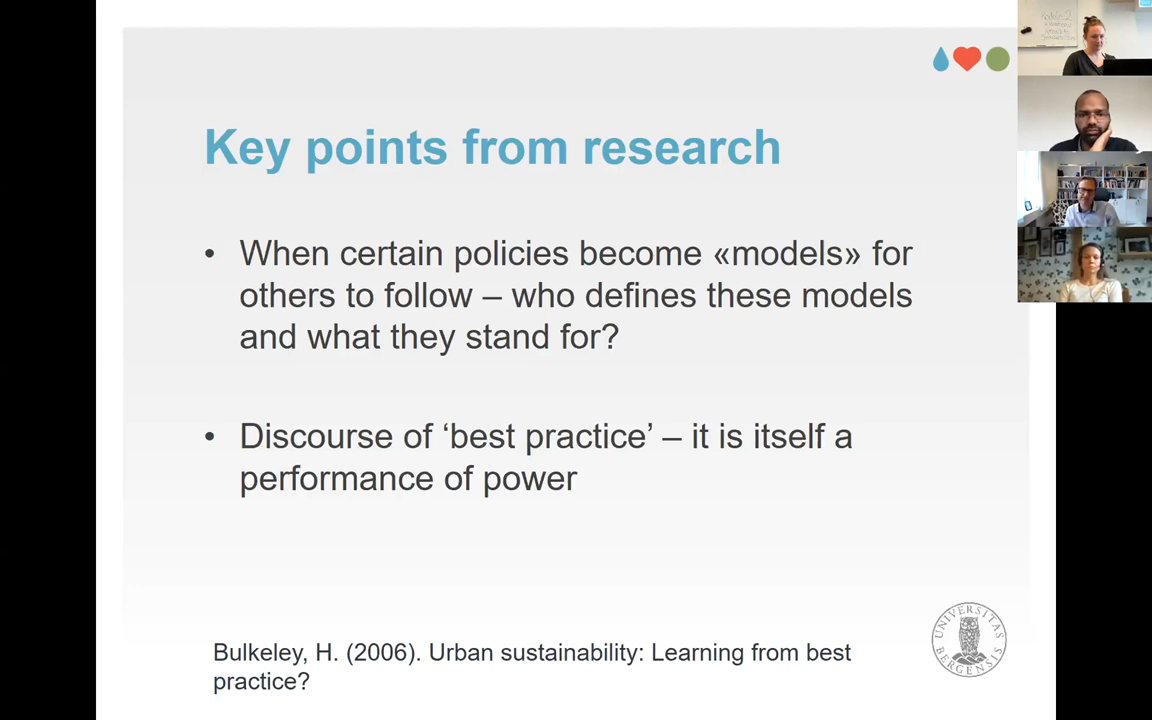 Key points from research
• When certain policies become «models» for
others to follow – who defines these models
and what they stand for?
• Discourse of ‘best practice’ – it is itself a
performance of power
Bulkeley, H. (2006). Urban sustainability: Learning from best
practice?
UNIVERSITAS
BERGENSIS